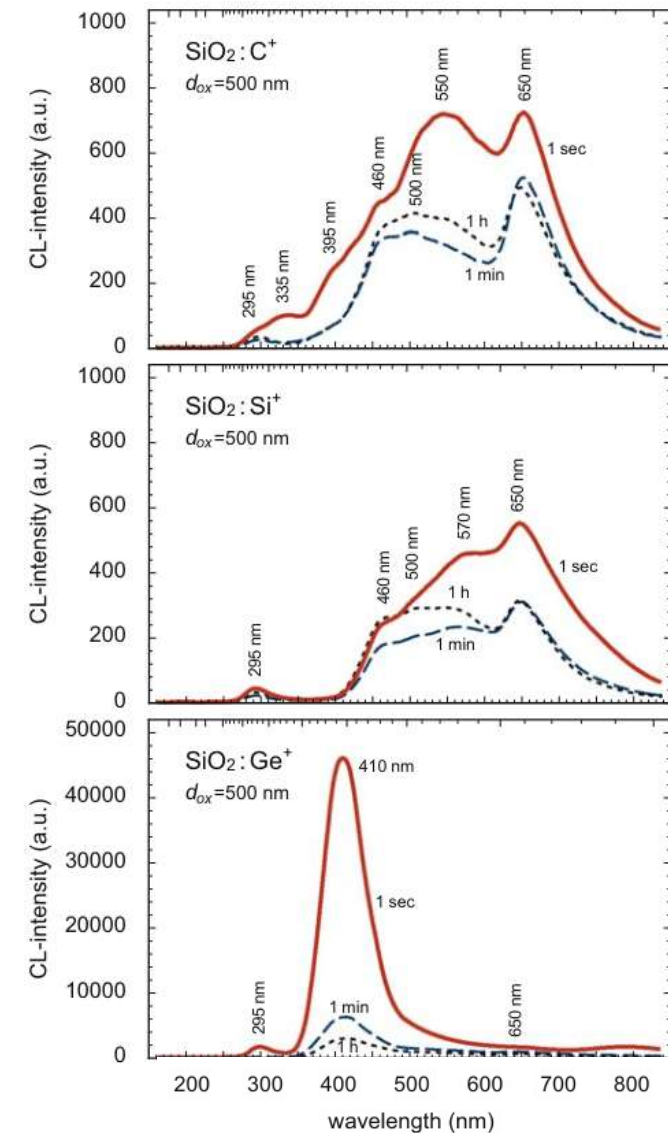 SiO2 : C+
dox=500 nm
1000
800
600
400
200
0
CL-intensity (a.u.)
295 nm
335 nm
395 nm
460 nm
500 nm
550 nm
650 nm
1 sec
1 h
1 min
SiO2 : Si+
dox=500 nm
1000
800
600
400
200
0
CL-intensity (a.u.)
295 nm
460 nm
500 nm
570 nm
650 nm
1 sec
1 h
1 min
SiO2 : Ge+
dox=500 nm
50000
40000
30000
20000
10000
0
CL-intensity (a.u.)
295 nm
410 nm
1 sec
1 min
1 h
650 nm
200 300 400 500 600 700 800
wavelength (nm)